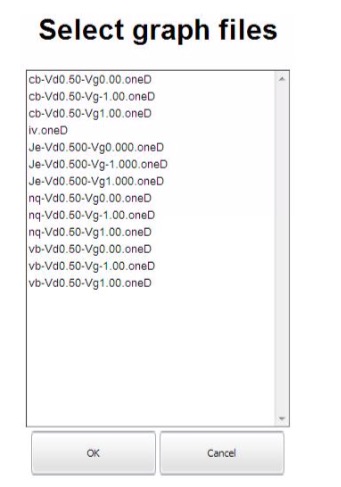 Select graph files
cb-Vd0.50-Vg0.00.oneD
cb-Vd0.50-Vg-1.00.oneD
cb-Vd0.50-Vg1.00.oneD
iv.oneD
Je-Vd0.500-Vg0.000.oneD
Je-Vd0.500-Vg-1.000.oneD
Je-Vd0.500-Vg1.000.oneD
nq-Vd0.50-Vg0.00.oneD
nq-Vd0.50-Vg-1.00.oneD
nq-Vd0.50-Vg1.00.oneD
vb-Vd0.50-Vg0.00.oneD
vb-Vd0.50-Vg-1.00.oneD
vb-Vd0.50-Vg1.00.oneD
OK Cancel